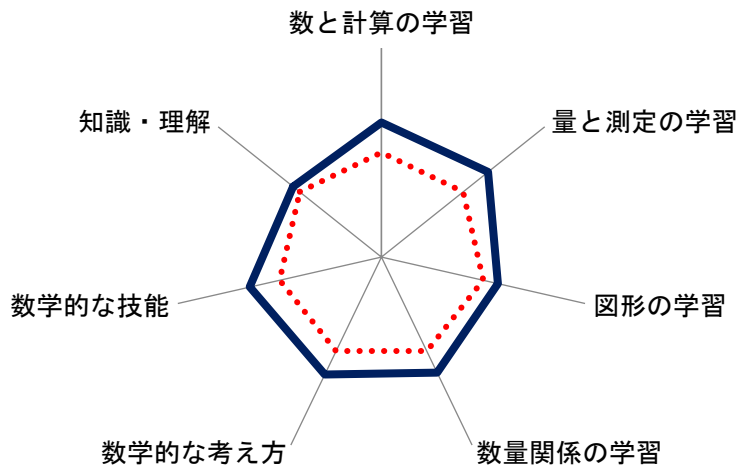 数と計算の学習
量と測定の学習
図形の学習
数量関係の学習
数学的な考え方
数学的な技能
知識・理解